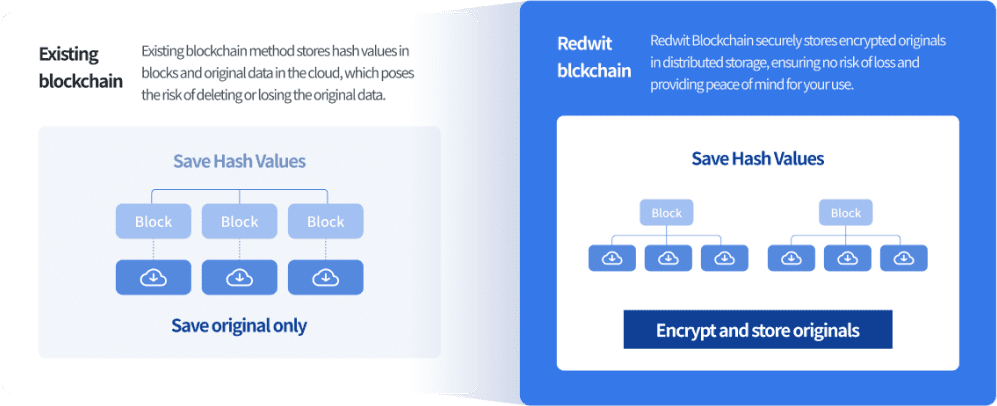 Existing
blockchain
Existing blockchain method stores hash values in
blocks and original data in the cloud, which poses
the risk of deleting or losing the original data.
Save Hash Values
Block
Block
Block
Save original only
Redwit
blckchain
Redwit Blockchain securely stores encrypted originals
in distributed storage, ensuring no risk of loss and
providing peace of mind for your use.
Save Hash Values
Block
Block
Encrypt and store originals